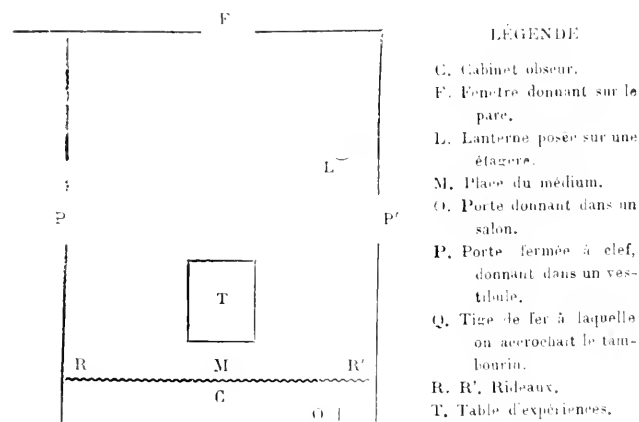 F
L
P
P'
T
R
M
R'
C
O
LÉGENDE
C. Cabinet obscur.
F. Fenêtre donnant sur le
parc.
L. Lanterne posée sur une
étagère.
M. Place du médium.
O. Porte donnant dans un
salon.
P. Porte fermée à clef,
donnant dans un ves-
tibule.
Q. Tige de fer à laquelle
on accrochait le tam-
bourin.
R. R'. Rideaux.
T. Table d'expériences.